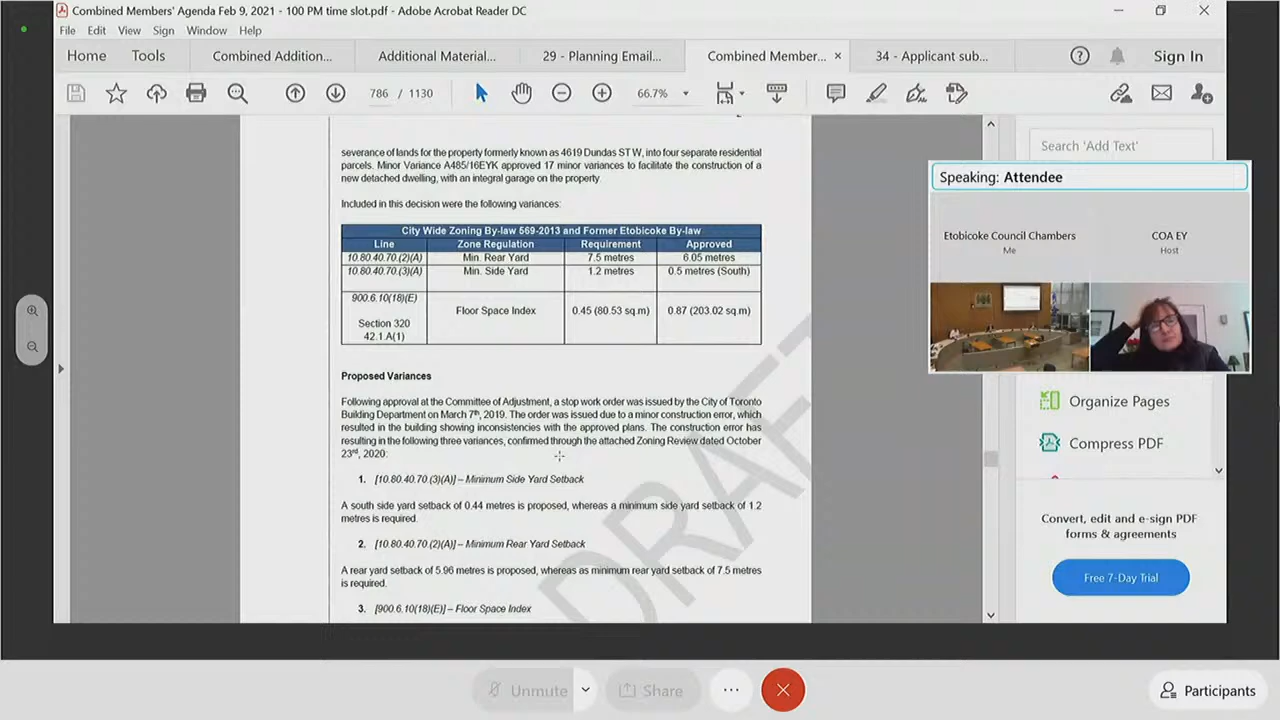 Combined Members' Agenda Feb 9, 2021 - 100 PM time slot.pdf - Adobe Acrobat Reader DC
File Edit View Sign Window Help
Home Tools Combined Addition... Additional Material... 29 - Planning Email... Combined Member... × 34 - Applicant sub... Sign In
786 / 1130 66.7%
severance of lands for the property formerly known as 4619 Dundas ST W, into four separate residential
parcels. Minor Variance A485/16EYK approved 17 minor variances to facilitate the construction of a
new detached dwelling, with an integral garage on the property.
Included in this decision were the following variances:
City Wide Zoning By-law 569-2013 and Former Etobicoke By-law
Line Zone Regulation Requirement Approved
10.80.40.70.(2)(A) Min. Rear Yard 7.5 metres 6.05 metres
10.80.40.70.(3)(A) Min. Side Yard 1.2 metres 0.5 metres (South)
900.6.10(18)(E)
Floor Space Index 0.45 (80.53 sq.m) 0.87 (203.02 sq.m)
Section 320
42.1.A(1)
Proposed Variances
Following approval at the Committee of Adjustment, a stop work order was issued by the City of Toronto
Building Department on March 7th, 2019. The order was issued due to a minor construction error, which
resulted in the building showing inconsistencies with the approved plans. The construction error has
resulting in the following three variances, confirmed through the attached Zoning Review dated October
23rd, 2020:
1. [10.80.40.70.(3)(A)] – Minimum Side Yard Setback
A south side yard setback of 0.44 metres is proposed, whereas a minimum side yard setback of 1.2
metres is required.
2. [10.80.40.70.(2)(A)] – Minimum Rear Yard Setback
A rear yard setback of 5.96 metres is proposed, whereas as minimum rear yard setback of 7.5 metres
is required.
3. [900.6.10(18)(E)] – Floor Space Index
DRAFT
Search 'Add Text'
Speaking: Attendee
Etobicoke Council Chambers
Me
COA EY
Host
Organize Pages
Compress PDF
Convert, edit and e-sign PDF
forms & agreements
Free 7-Day Trial
Unmute Share Participants